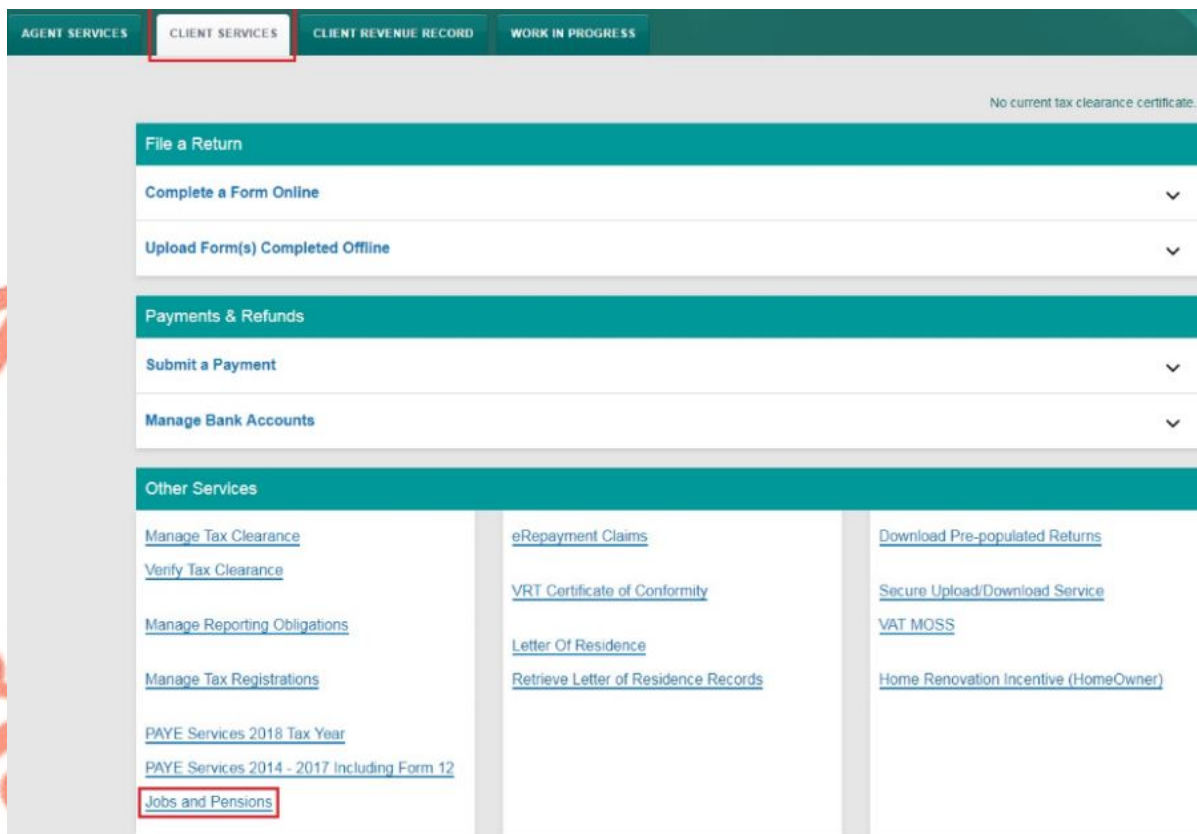 AGENT SERVICES
CLIENT SERVICES
CLIENT REVENUE RECORD
WORK IN PROGRESS
No current tax clearance certificate.
File a Return
Complete a Form Online
Upload Form(s) Completed Offline
Payments & Refunds
Submit a Payment
Manage Bank Accounts
Other Services
Manage Tax Clearance
Verify Tax Clearance
Manage Reporting Obligations
Manage Tax Registrations
PAYE Services 2018 Tax Year
PAYE Services 2014 - 2017 Including Form 12
Jobs and Pensions
eRepayment Claims
VRT Certificate of Conformity
Letter Of Residence
Retrieve Letter of Residence Records
Download Pre-populated Returns
Secure Upload/Download Service
VAT MOSS
Home Renovation Incentive (HomeOwner)